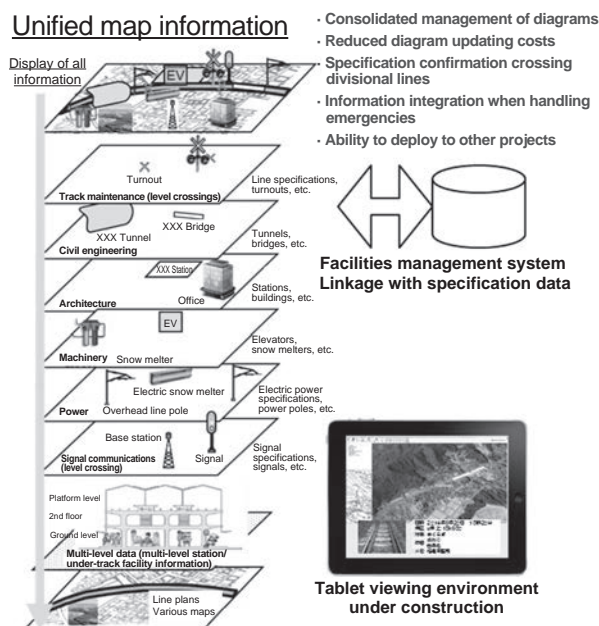 Unified map information
Display of all
information
EV
· Consolidated management of diagrams
· Reduced diagram updating costs
· Specification confirmation crossing
divisional lines
· Information integration when handling
emergencies
· Ability to deploy to other projects
Turnout
Track maintenance (level crossings)
Line specifications,
turnouts, etc.
XXX Tunnel
XXX Bridge
Civil engineering
Tunnels,
bridges, etc.
XXX Station
Office
Architecture
Stations,
buildings, etc.
Facilities management system
Linkage with specification data
EV
Machinery
Snow melter
Elevators,
snow melters, etc.
Electric snow melter
Power
Overhead line pole
Electric power
specifications,
power poles, etc.
Base station
Signal communications
(level crossing)
Signal
Signal
specifications,
signals, etc.
Platform level
2nd floor
Ground level
Multi-level data (multi-level station/
under-track facility information)
Line plans
Various maps
Tablet viewing environment
under construction